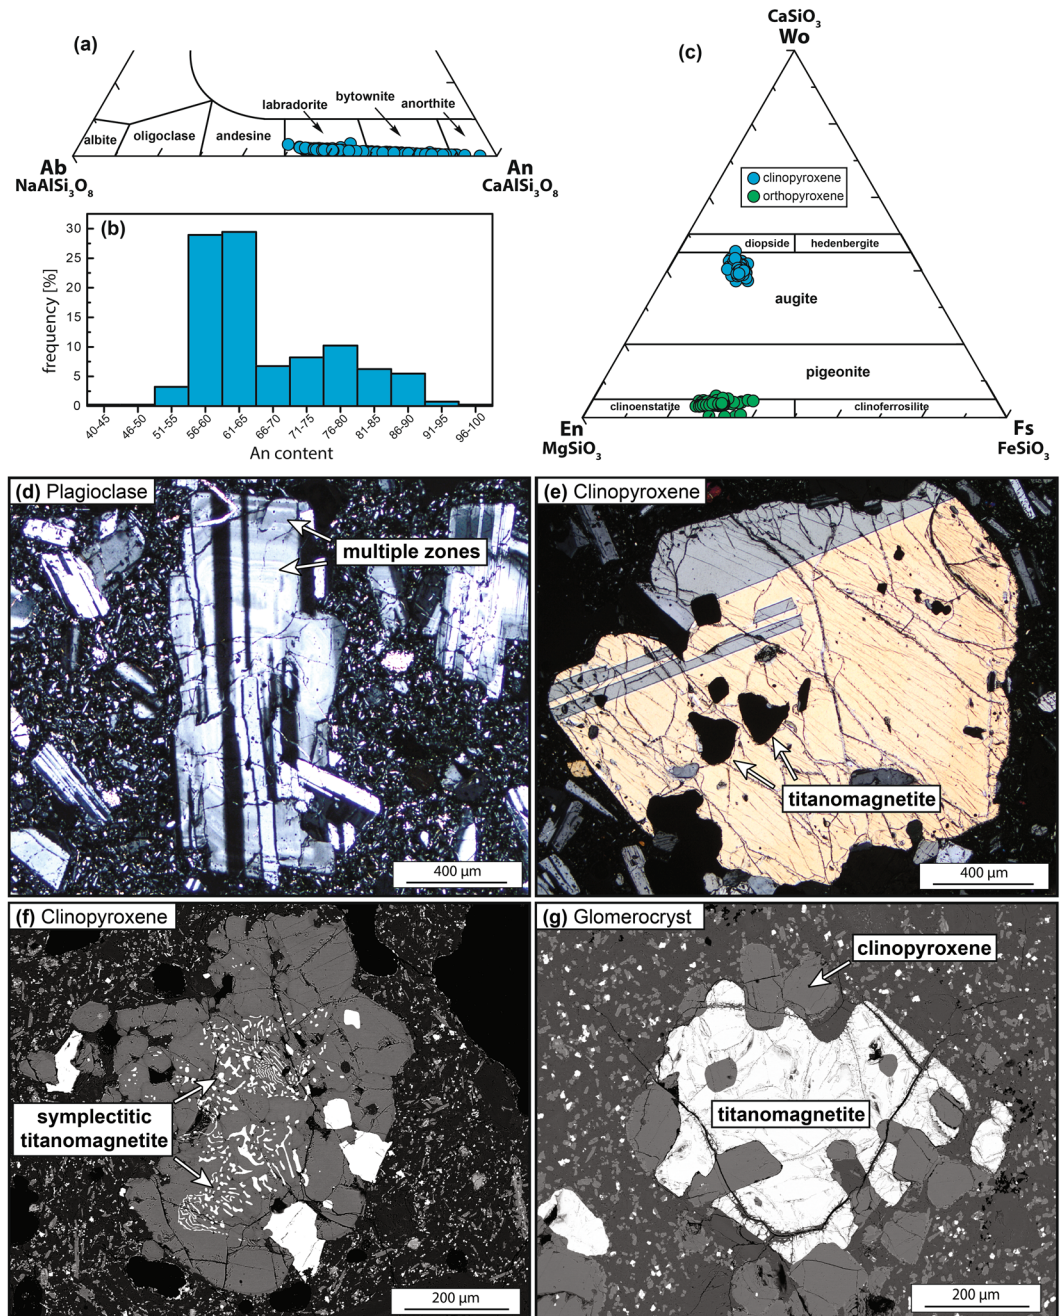 (a)
labradorite
bytownite
anorthite
albite
oligoclase
andesine
Ab
NaAlSi3O8
An
CaAlSi3O8
(b)
frequency [%]
30
25
20
15
10
5
0
40-45
46-50
51-55
56-60
61-65
66-70
71-75
76-80
81-85
86-90
91-95
96-100
An content
(c)
CaSiO3
Wo
clinopyroxene
orthopyroxene
diopside
hedenbergite
augite
pigeonite
clinoenstatite
clinoferrosilite
En
MgSiO3
Fs
FeSiO3
(d) Plagioclase
multiple zones
400 µm
(e) Clinopyroxene
titanomagnetite
400 µm
(f) Clinopyroxene
symplectitic
titanomagnetite
200 µm
(g) Glomerocryst
clinopyroxene
titanomagnetite
200 µm